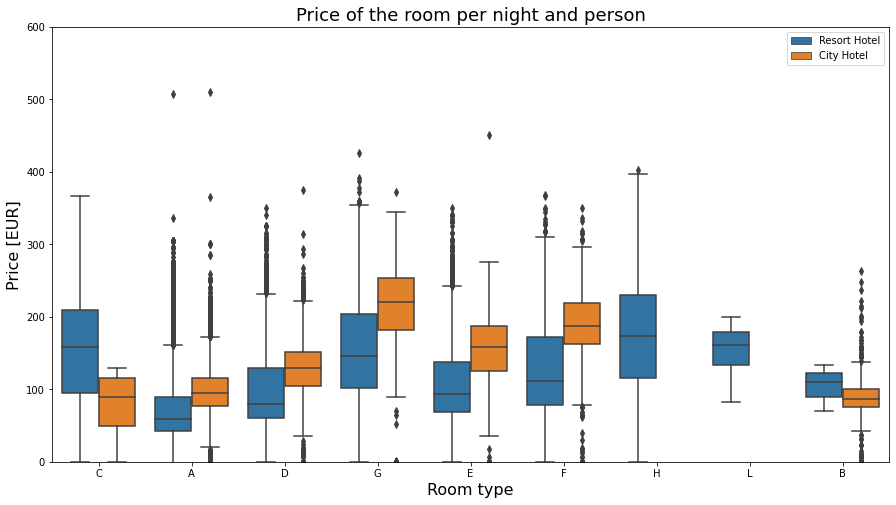 Price of the room per night and person
Resort Hotel
City Hotel
Price [EUR]
600
500
400
300
200
100
0
C A D G E F H L B
Room type